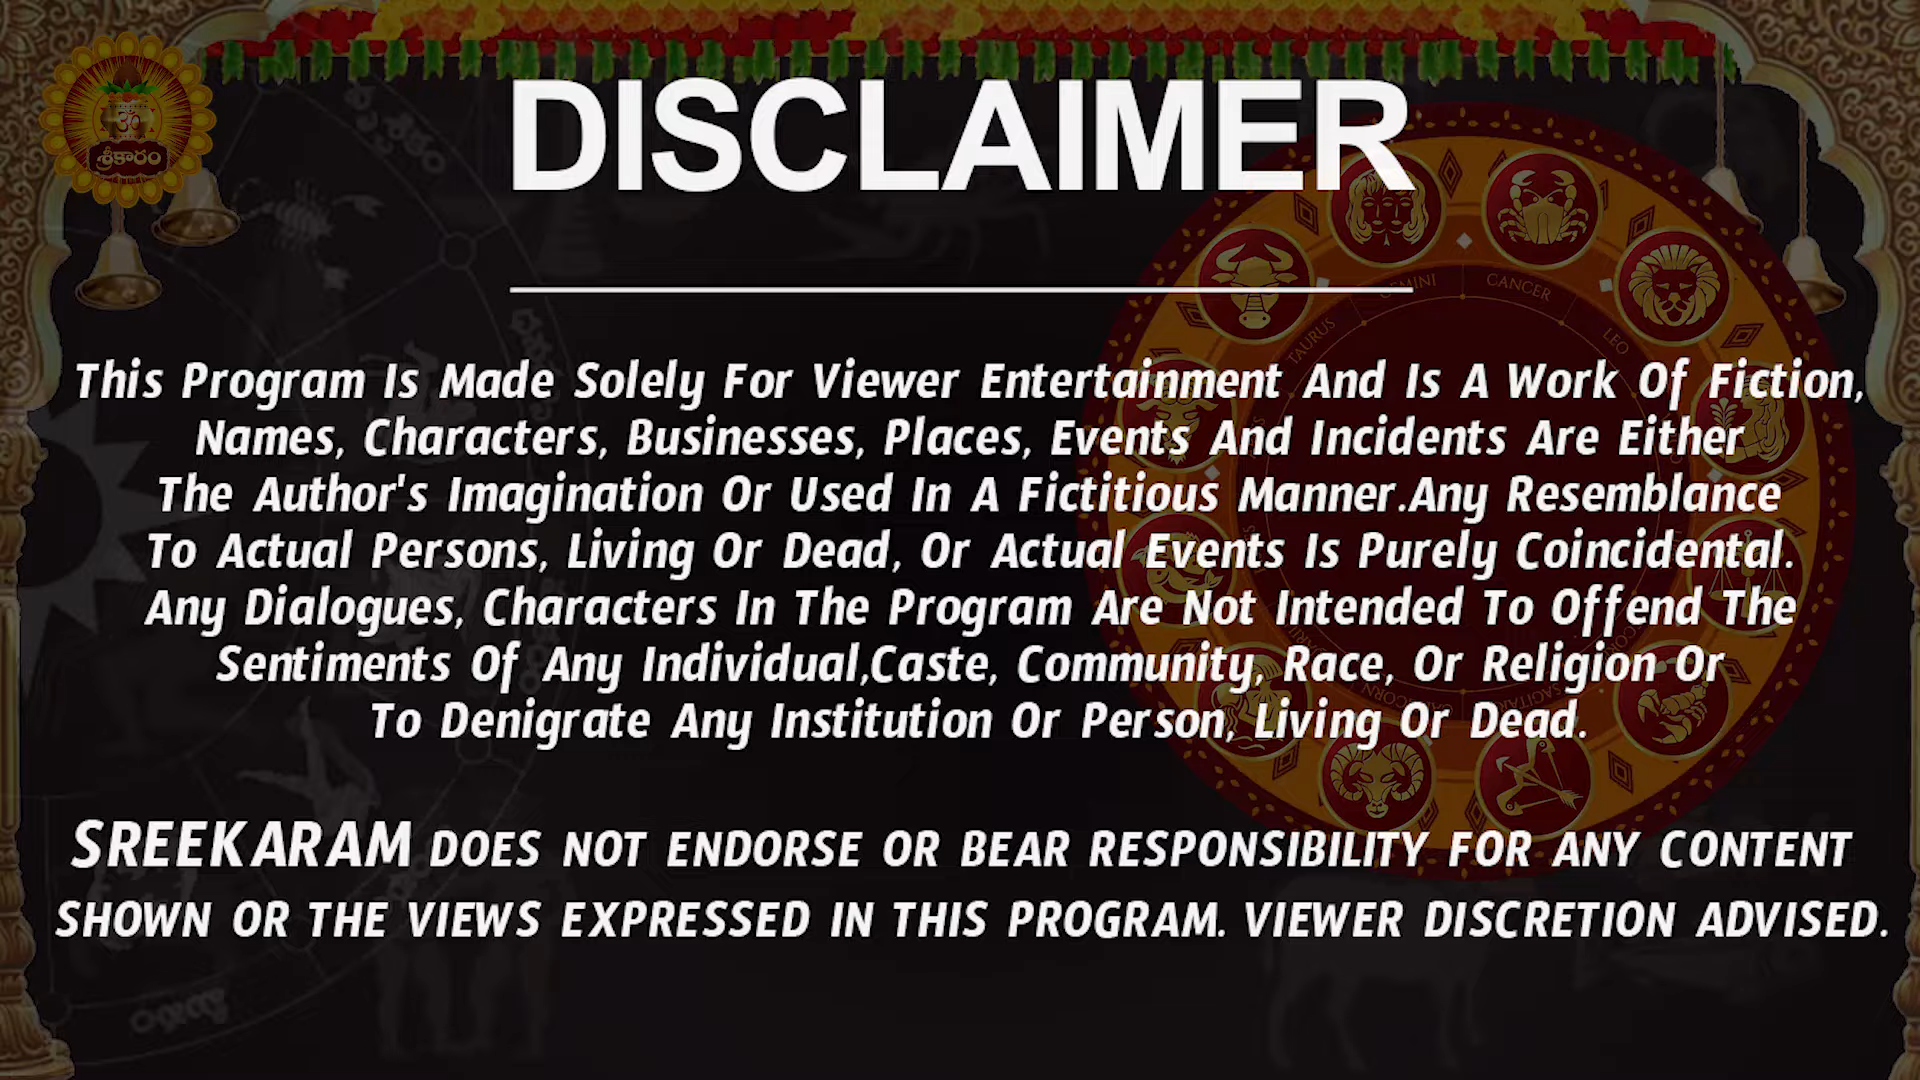 శ్రీకారం
DISCLAIMER
GEMINI
CANCER
TAURUS
LEO
This Program Is Made Solely For Viewer Entertainment And Is A Work Of Fiction,
Names, Characters, Businesses, Places, Events And Incidents Are Either
The Author's Imagination Or Used In A Fictitious Manner.Any Resemblance
To Actual Persons, Living Or Dead, Or Actual Events Is Purely Coincidental.
Any Dialogues, Characters In The Program Are Not Intended To Offend The
Sentiments Of Any Individual,Caste, Community, Race, Or Religion Or
To Denigrate Any Institution Or Person, Living Or Dead.
SREEKARAM DOES NOT ENDORSE OR BEAR RESPONSIBILITY FOR ANY CONTENT
SHOWN OR THE VIEWS EXPRESSED IN THIS PROGRAM. VIEWER DISCRETION ADVISED.